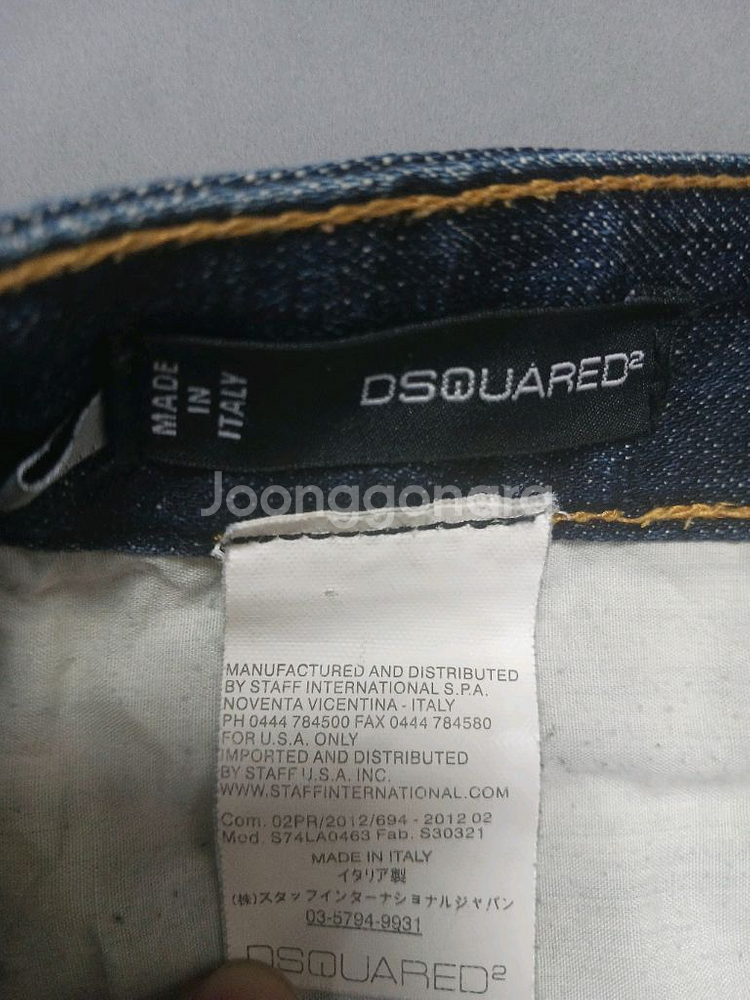 MADE
IN
ITALY
DSQUARED²
Joonggonara
MANUFACTURED AND DISTRIBUTED
BY STAFF INTERNATIONAL S.P.A.
NOVENTA VICENTINA - ITALY
PH 0444 784500 FAX 0444 784580
FOR U.S.A. ONLY
IMPORTED AND DISTRIBUTED
BY STAFF U.S.A. INC.
WWW.STAFFINTERNATIONAL.COM
Com. 02PR/2012/694 - 2012 02
Med. S74LA0463 Fab. S30321
MADE IN ITALY
イタリア製
(株)スタッフインターナショナルジャパン
03-5794-9931
DSQUARED²